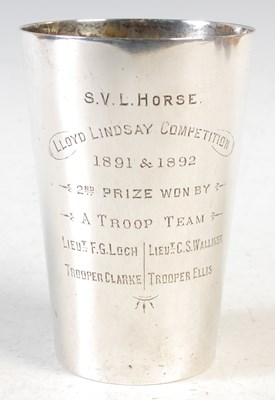 S.V.L. HORSE.
LLOYD LINDSAY COMPETITION
1891 & 1892
2ND PRIZE WON BY
A TROOP TEAM
LIEUT F.G. LOCH LIEUT C.S. WALLIKER
TROOPER CLARKE TROOPER ELLIS